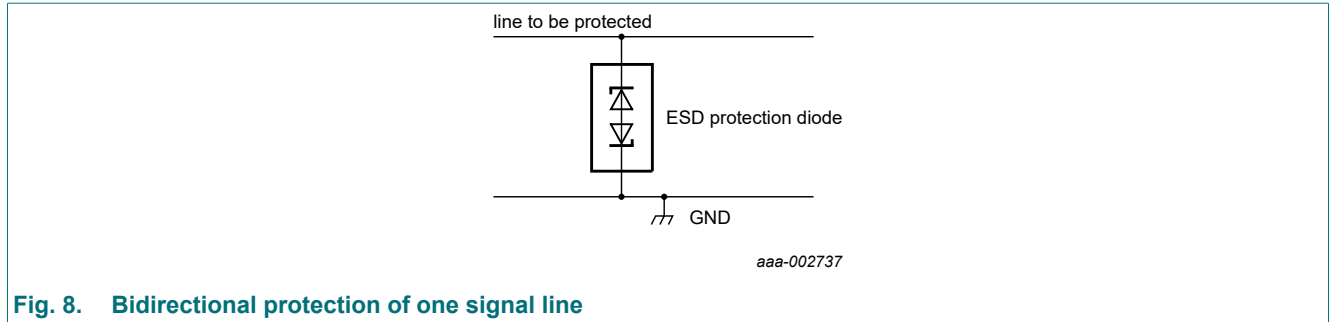 line to be protected
ESD protection diode
GND
aaa-002737
Fig. 8. Bidirectional protection of one signal line